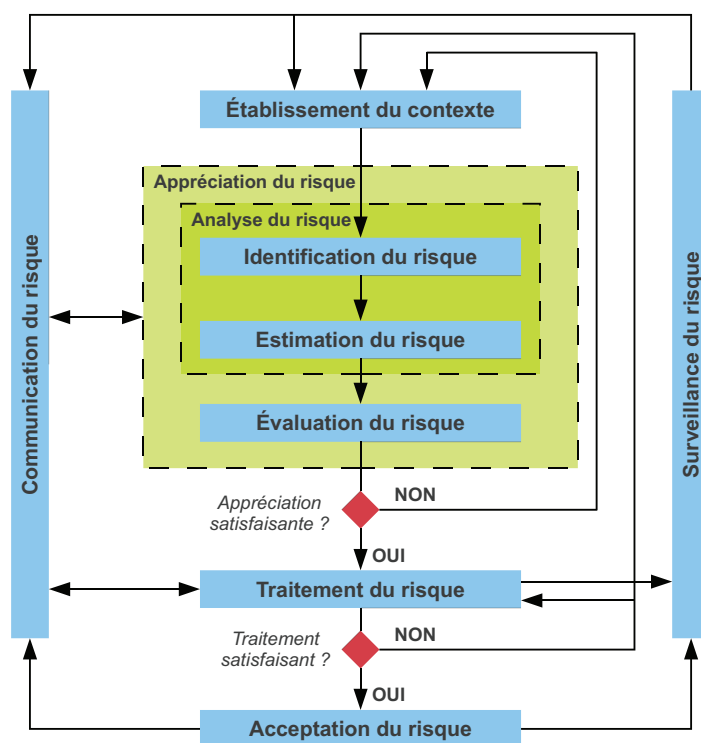 Établissement du contexte
Appréciation du risque
Analyse du risque
Identification du risque
Estimation du risque
Évaluation du risque
Communication du risque
Surveillance du risque
Appréciation
satisfaisante ?
NON
OUI
Traitement du risque
Traitement
satisfaisant ?
NON
OUI
Acceptation du risque